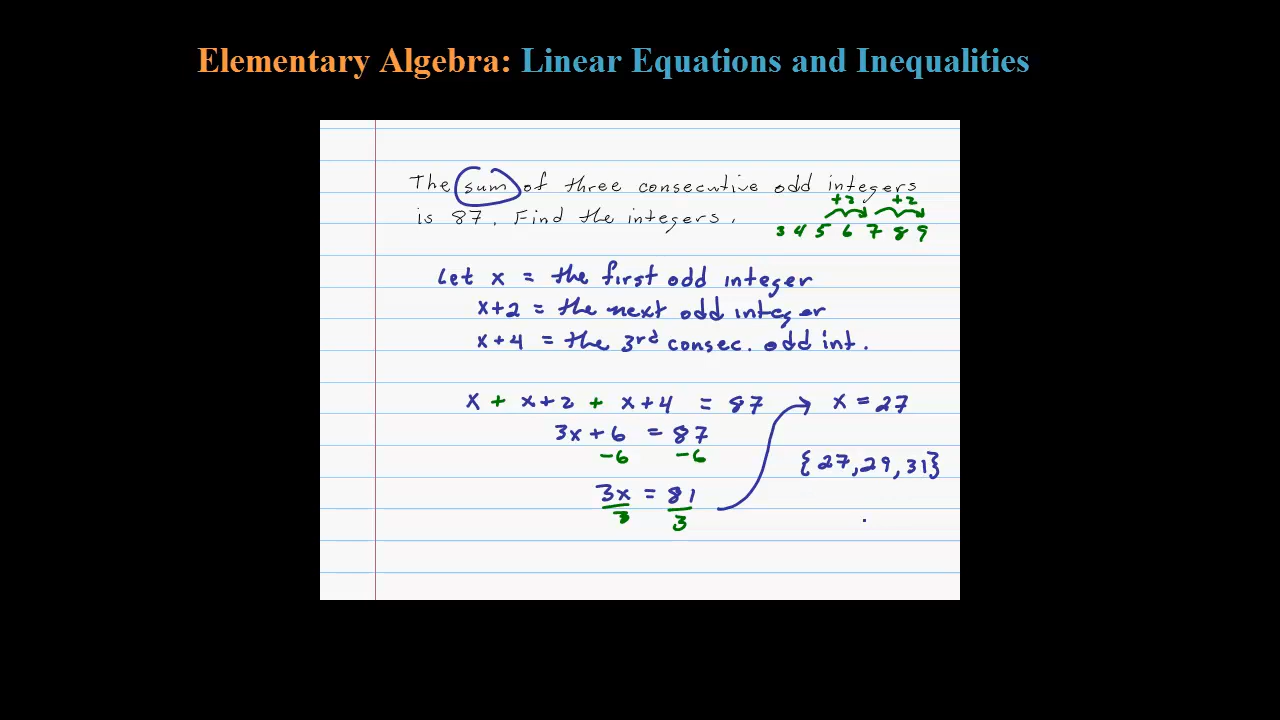 Elementary Algebra: Linear Equations and Inequalities
The sum of three consecutive odd integers
+2 +2
is 87. Find the integers.
3 4 5 6 7 8 9
Let x = the first odd integer
x+2 = the next odd integer
x+4 = the 3rd consec. odd int.
x + x+2 + x+4 = 87
3x+6 = 87
-6 -6
3x = 81
3 3
x = 27
{27,29,31}